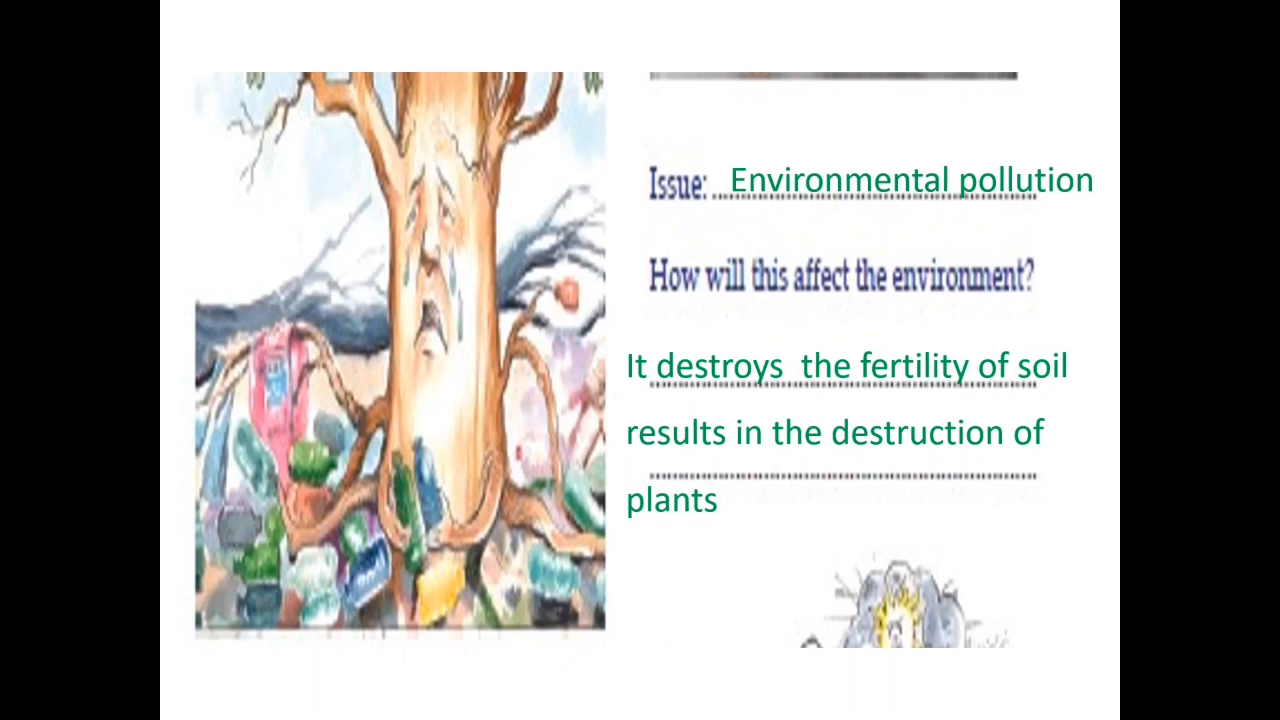 Issue: Environmental pollution
How will this affect the environment?
It destroys the fertility of soil
results in the destruction of
plants